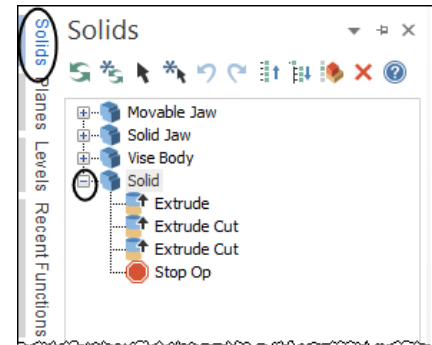 Solids
Solids
Planes
Levels
Recent Functions
Movable Jaw
Solid Jaw
Vise Body
Solid
Extrude
Extrude Cut
Extrude Cut
Stop Op